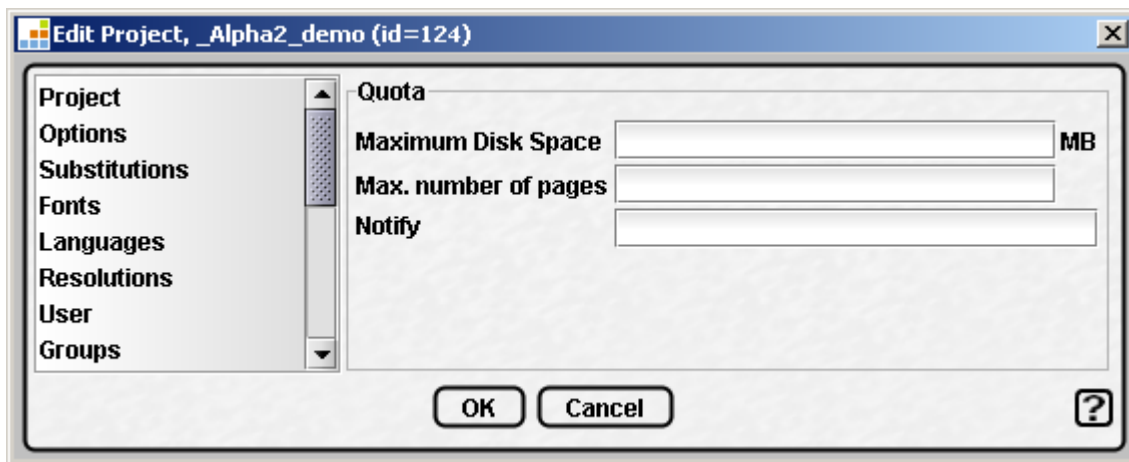 Edit Project, _Alpha2_demo (id=124)
Project
Options
Substitutions
Fonts
Languages
Resolutions
User
Groups
Quota
Maximum Disk Space MB
Max. number of pages
Notify
OK Cancel ?